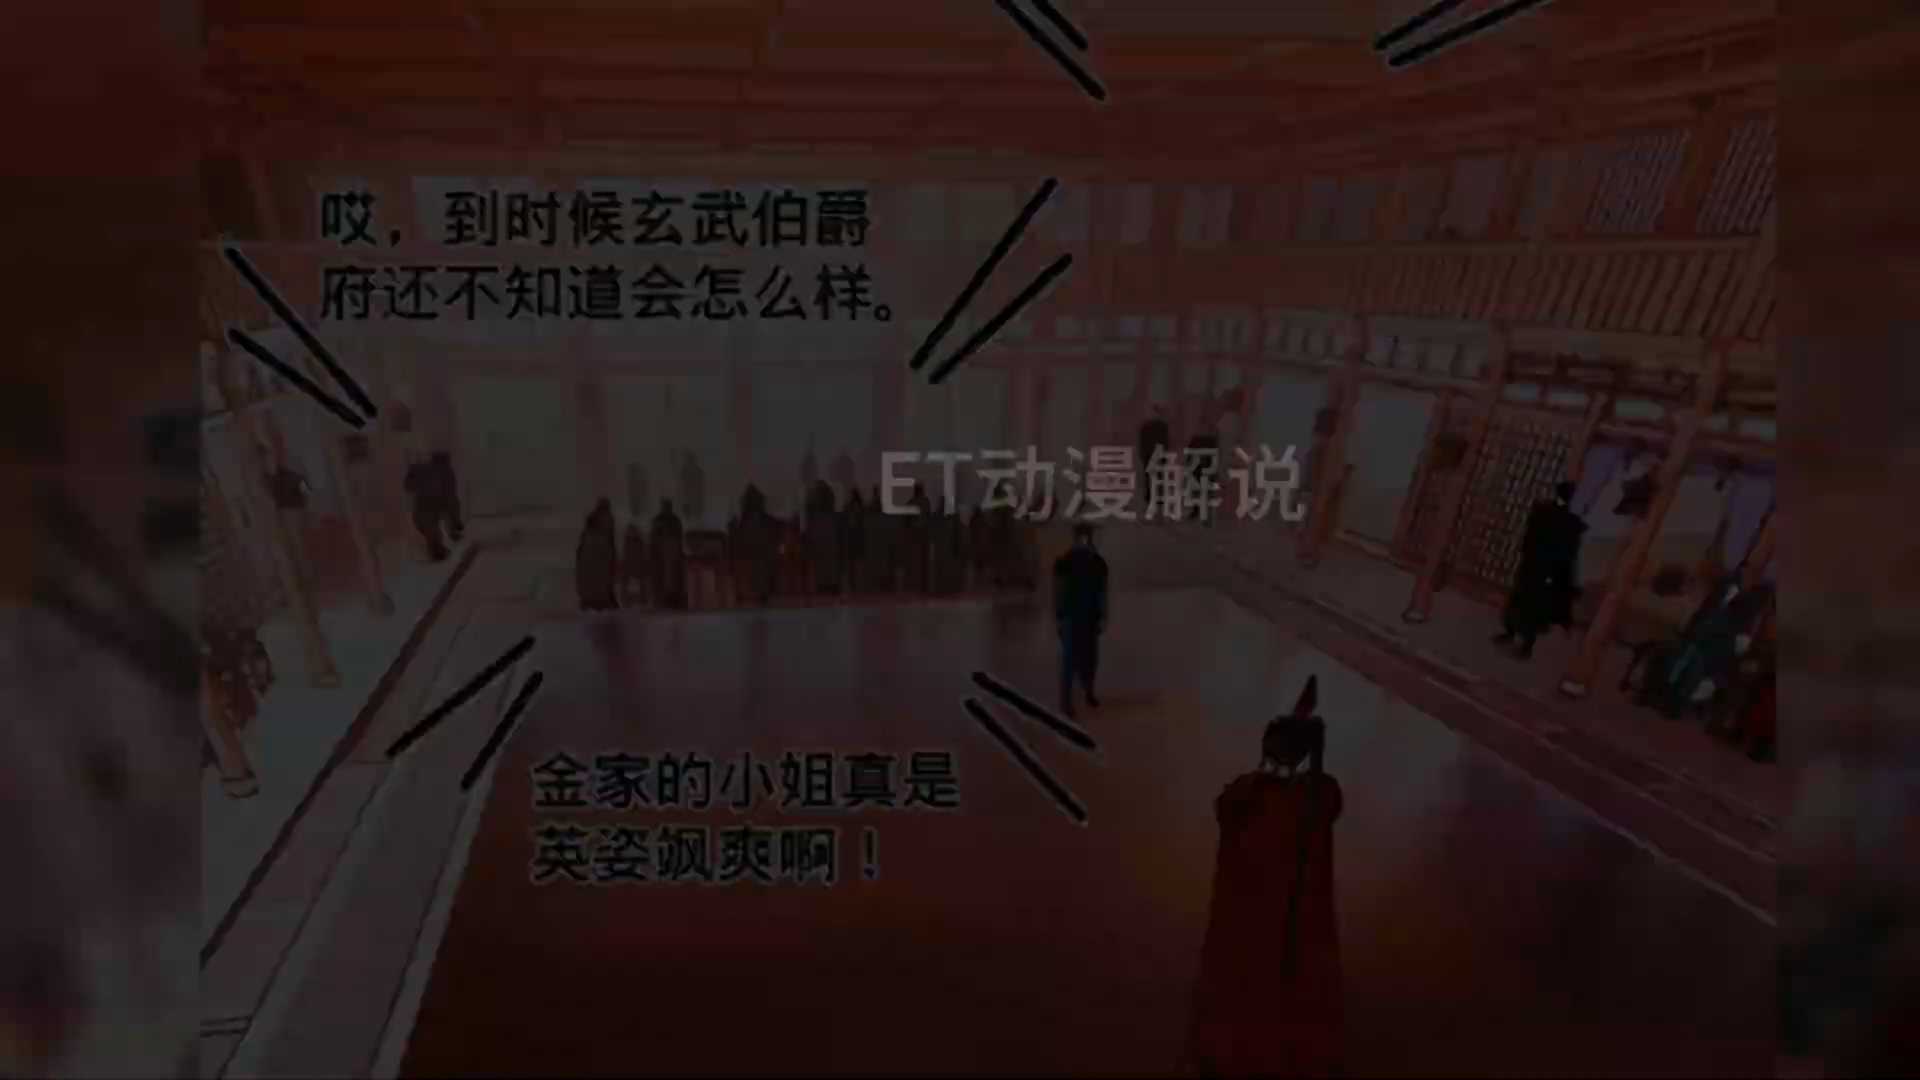 哎，到时候玄武伯爵
府还不知道会怎么样。
ET动漫解说
金家的小姐真是
英姿飒爽啊！